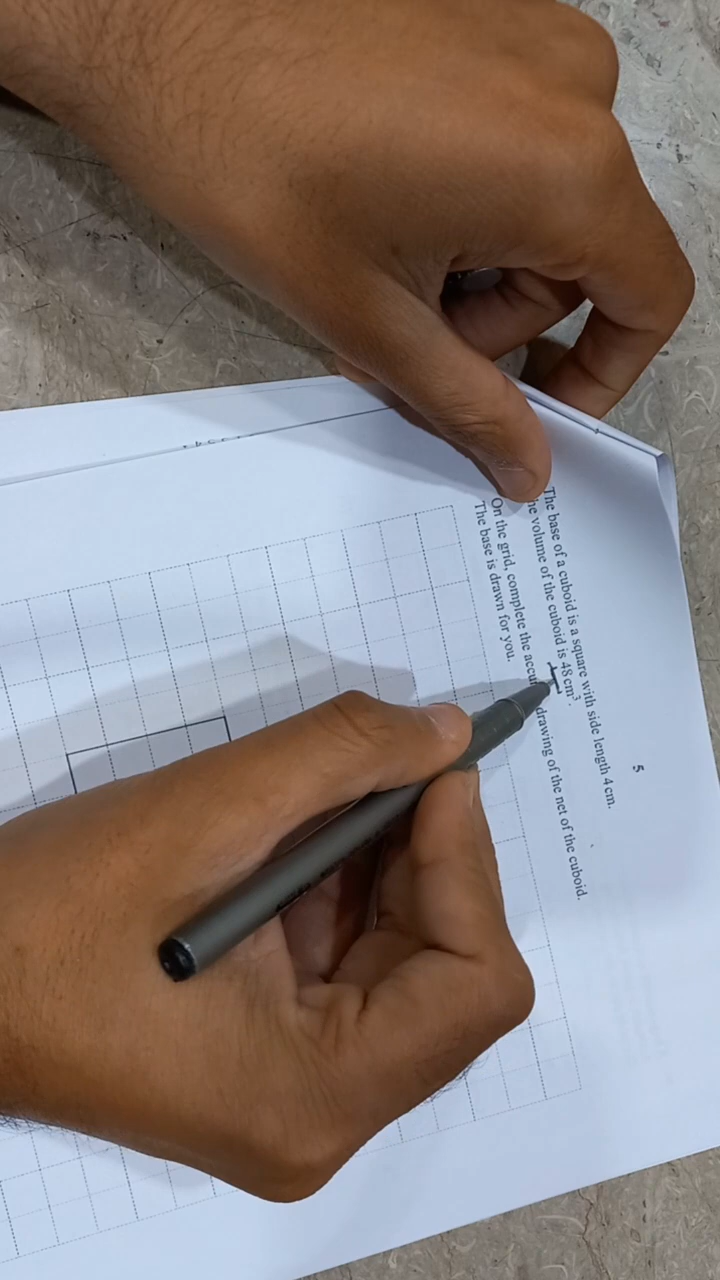 5
The base of a cuboid is a square with side length 4 cm.
he volume of the cuboid is 48 cm³.
On the grid, complete the accu drawing of the net of the cuboid.
The base is drawn for you.